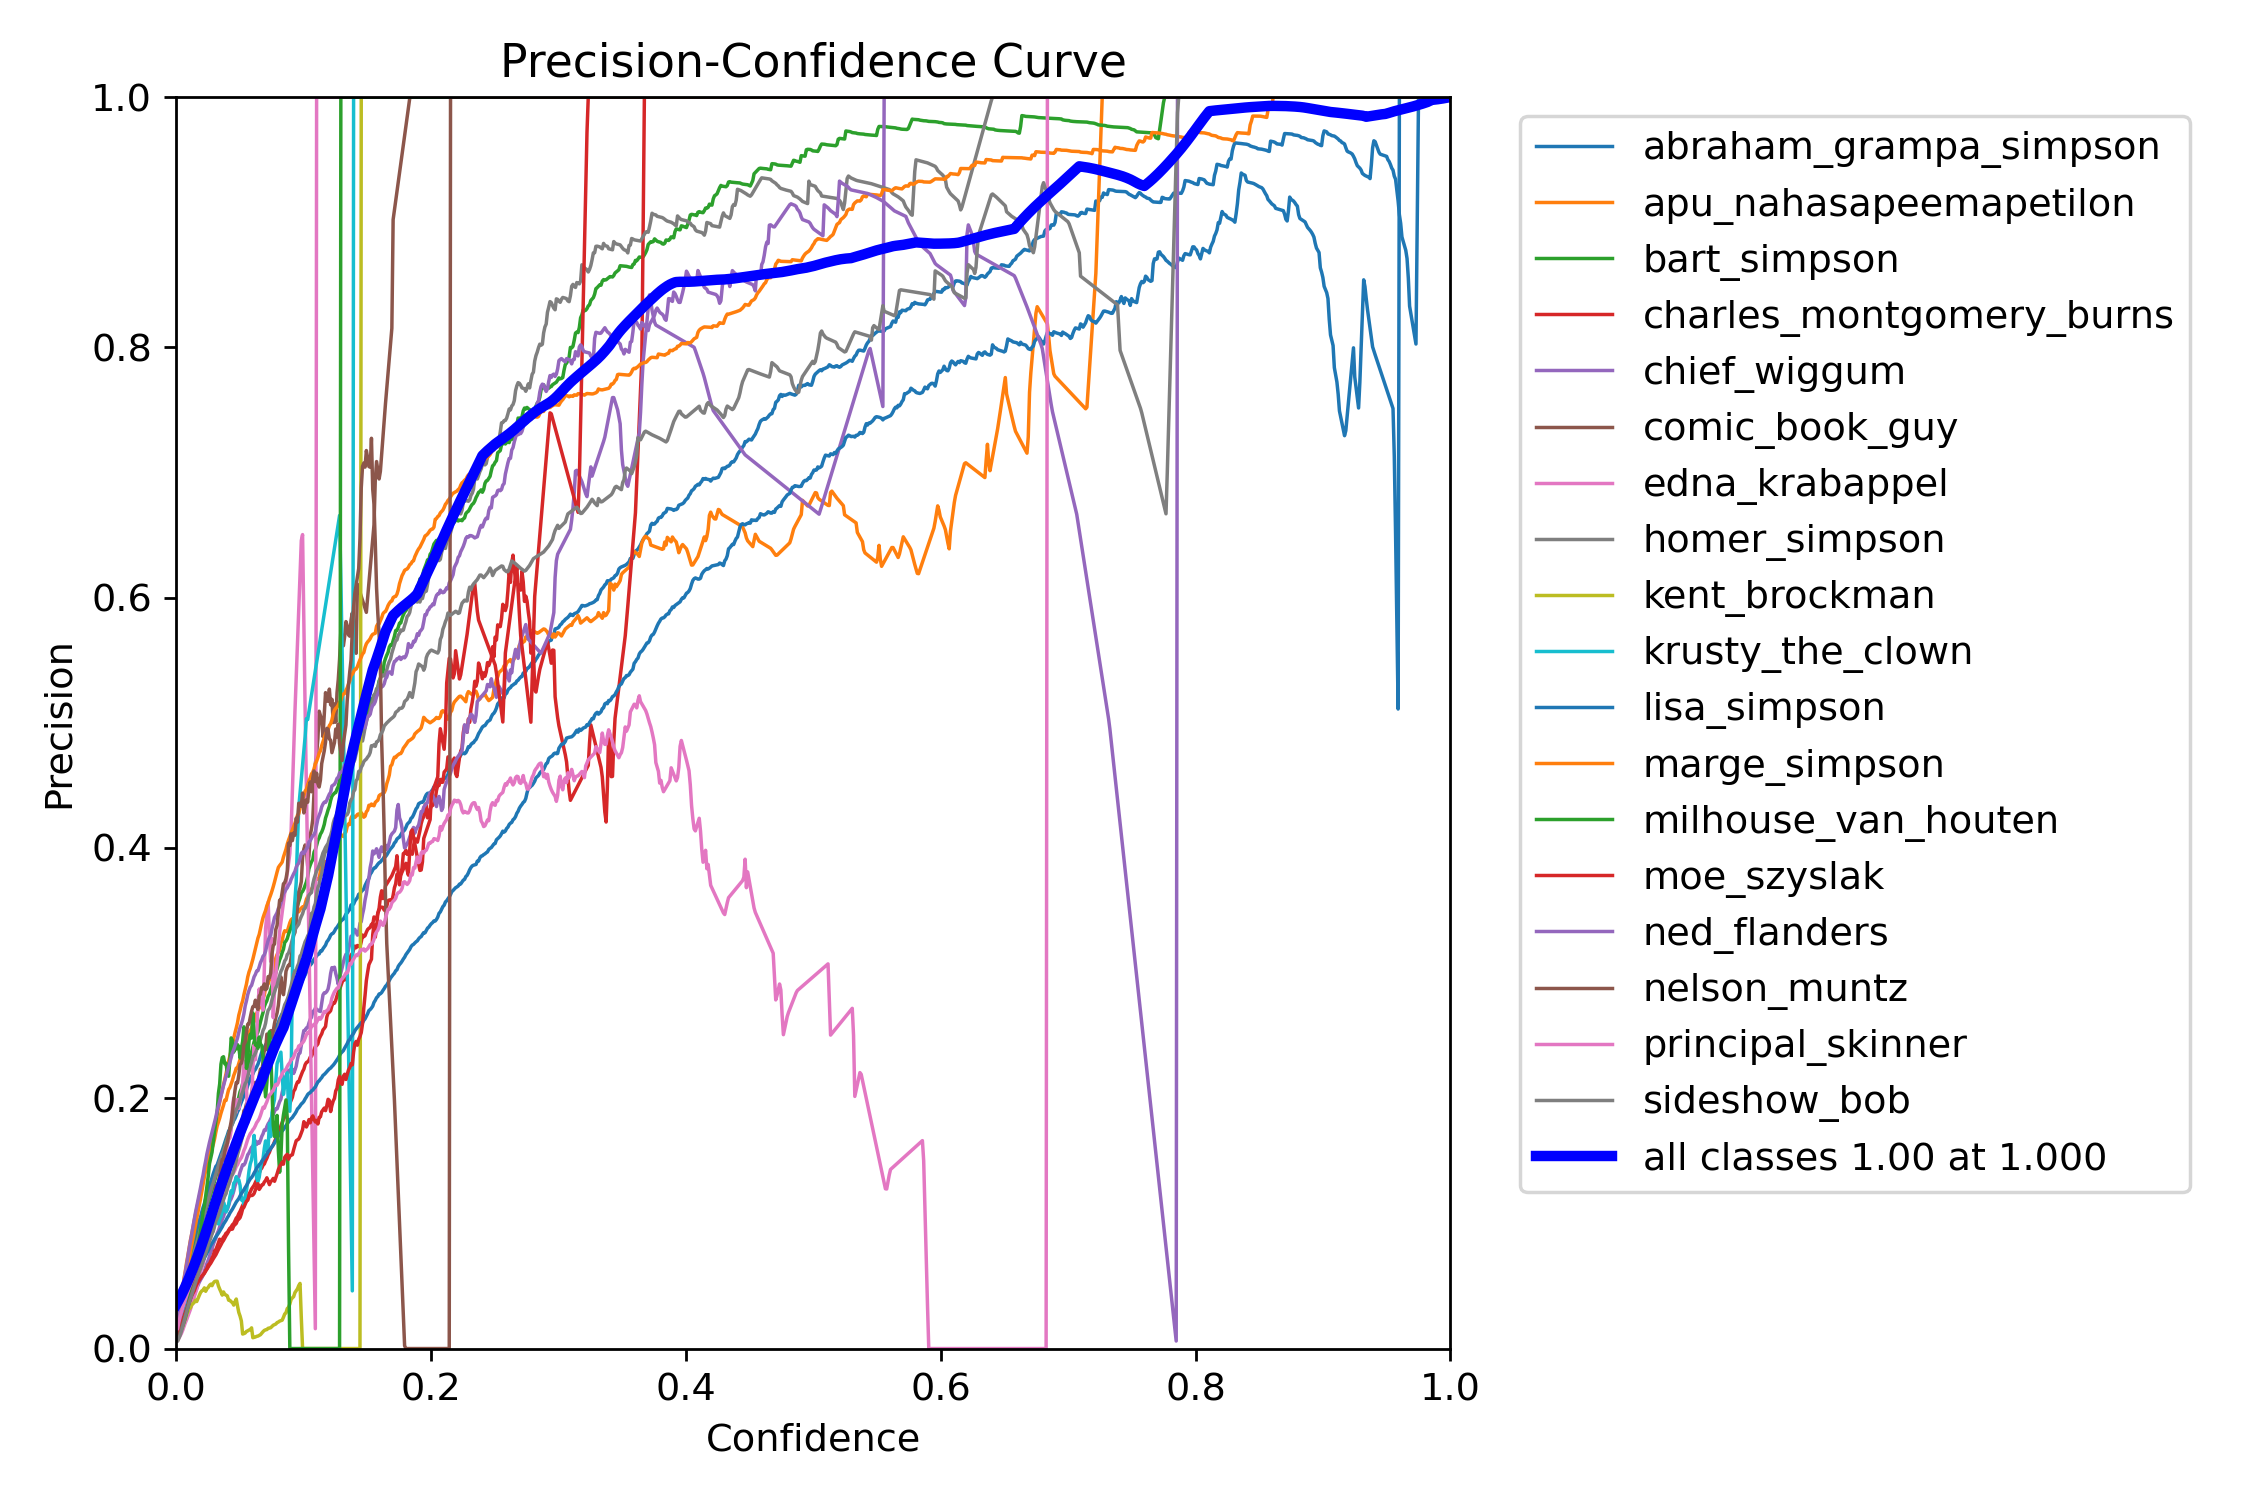 Precision-Confidence Curve
1.0
0.8
0.6
0.4
0.2
0.0
Precision
0.0 0.2 0.4 0.6 0.8 1.0
Confidence
abraham_grampa_simpson
apu_nahasapeemapetilon
bart_simpson
charles_montgomery_burns
chief_wiggum
comic_book_guy
edna_krabappel
homer_simpson
kent_brockman
krusty_the_clown
lisa_simpson
marge_simpson
milhouse_van_houten
moe_szyslak
ned_flanders
nelson_muntz
principal_skinner
sideshow_bob
all classes 1.00 at 1.000